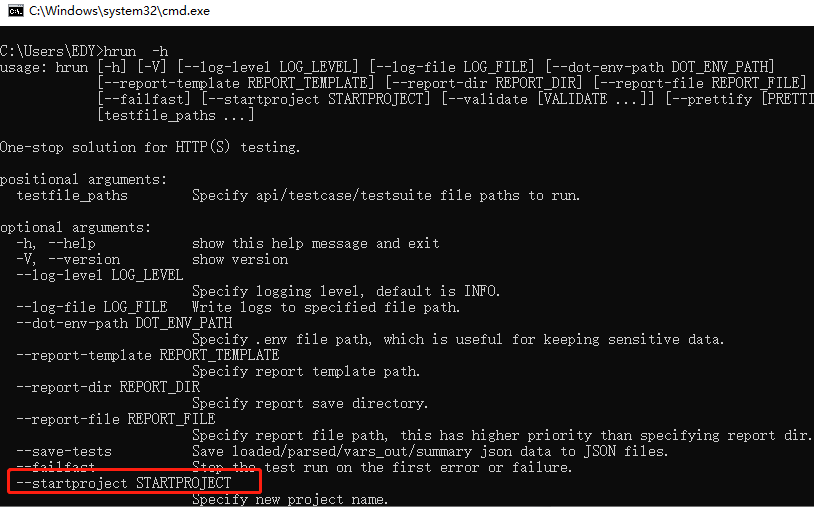 C:\Windows\system32\cmd.exe
C:\Users\EDY>hrun  -h
usage: hrun [-h] [-V] [--log-level LOG_LEVEL] [--log-file LOG_FILE] [--dot-env-path DOT_ENV_PATH]
            [--report-template REPORT_TEMPLATE] [--report-dir REPORT_DIR] [--report-file REPORT_FILE]
            [--failfast] [--startproject STARTPROJECT] [--validate [VALIDATE ...]] [--prettify [PRETTI
            [testfile_paths ...]
One-stop solution for HTTP(S) testing.
positional arguments:
  testfile_paths        Specify api/testcase/testsuite file paths to run.
optional arguments:
  -h, --help            show this help message and exit
  -V, --version         show version
  --log-level LOG_LEVEL
                        Specify logging level, default is INFO.
  --log-file LOG_FILE   Write logs to specified file path.
  --dot-env-path DOT_ENV_PATH
                        Specify .env file path, which is useful for keeping sensitive data.
  --report-template REPORT_TEMPLATE
                        Specify report template path.
  --report-dir REPORT_DIR
                        Specify report save directory.
  --report-file REPORT_FILE
                        Specify report file path, this has higher priority than specifying report dir.
  --save-tests          Save loaded/parsed/vars_out/summary json data to JSON files.
  --failfast            Stop the test run on the first error or failure.
  --startproject STARTPROJECT
                        Specify new project name.